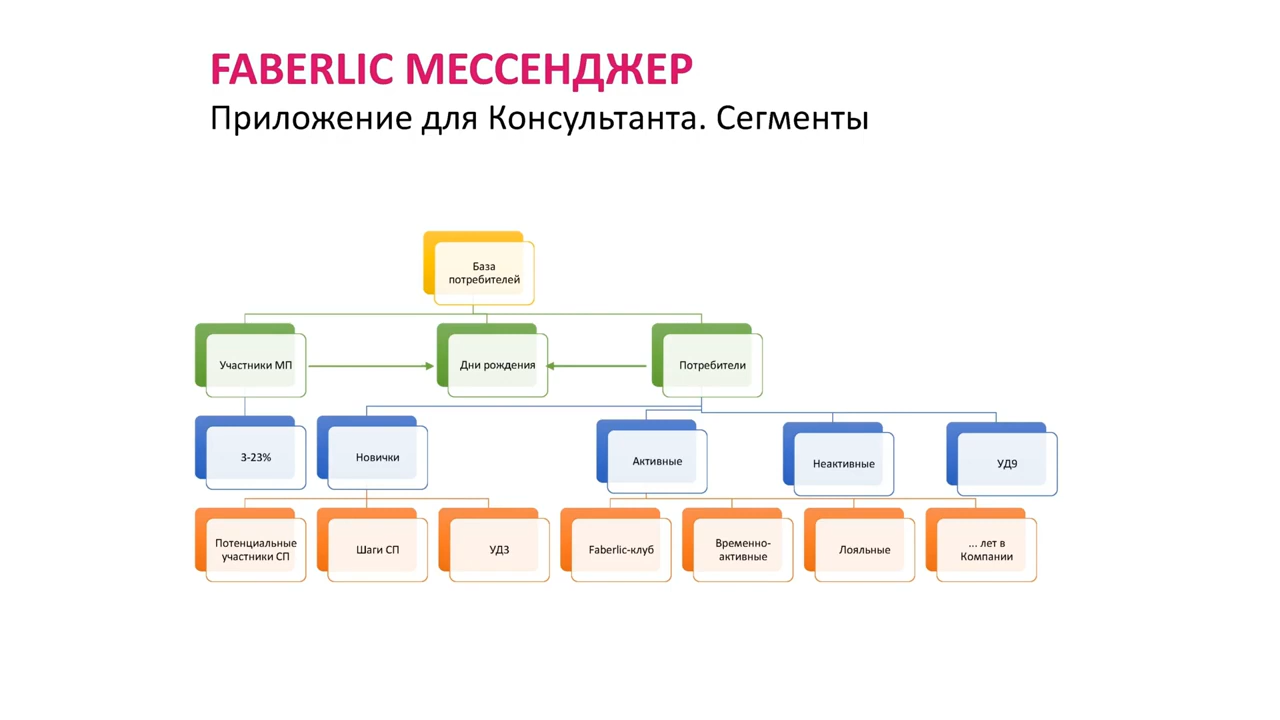 FABERLIC МЕССЕНДЖЕР
Приложение для Консультанта. Сегменты
База
потребителей
Участники МП
Дни рождения
Потребители
3-23%
Новички
Активные
Неактивные
УД9
Потенциальные
участники СП
Шаги СП
УД3
Faberlic-клуб
Временно-
активные
Лояльные
... лет в
Компании